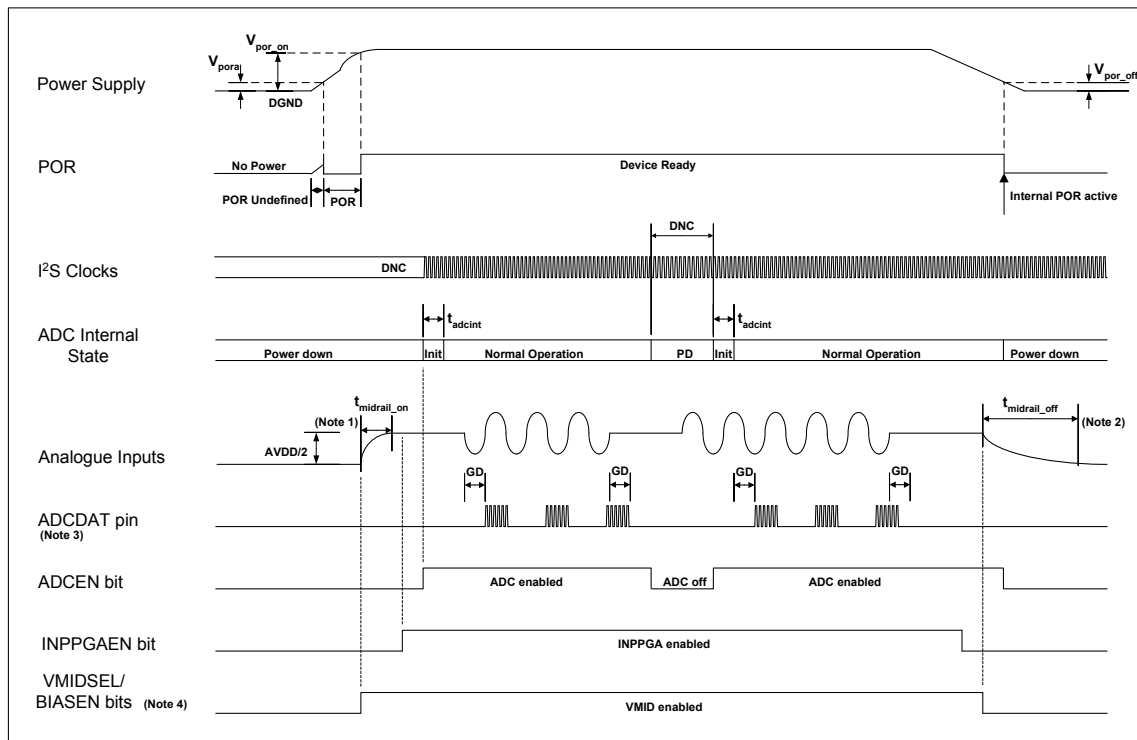 V_por_on
V_pora
Power Supply
V_por_off
DGND
POR
No Power
Device Ready
POR Undefined
POR
Internal POR active
DNC
I²S Clocks
DNC
t_adcint
t_adcint
ADC Internal
State
Power down
Init
Normal Operation
PD
Init
Normal Operation
Power down
t_midrail_on
t_midrail_off
(Note 1)
(Note 2)
AVDD/2
Analogue Inputs
GD
GD
GD
GD
ADCDAT pin
(Note 3)
ADCEN bit
ADC enabled
ADC off
ADC enabled
INPPGAEN bit
INPPGA enabled
VMIDSEL/
BIASEN bits (Note 4)
VMID enabled